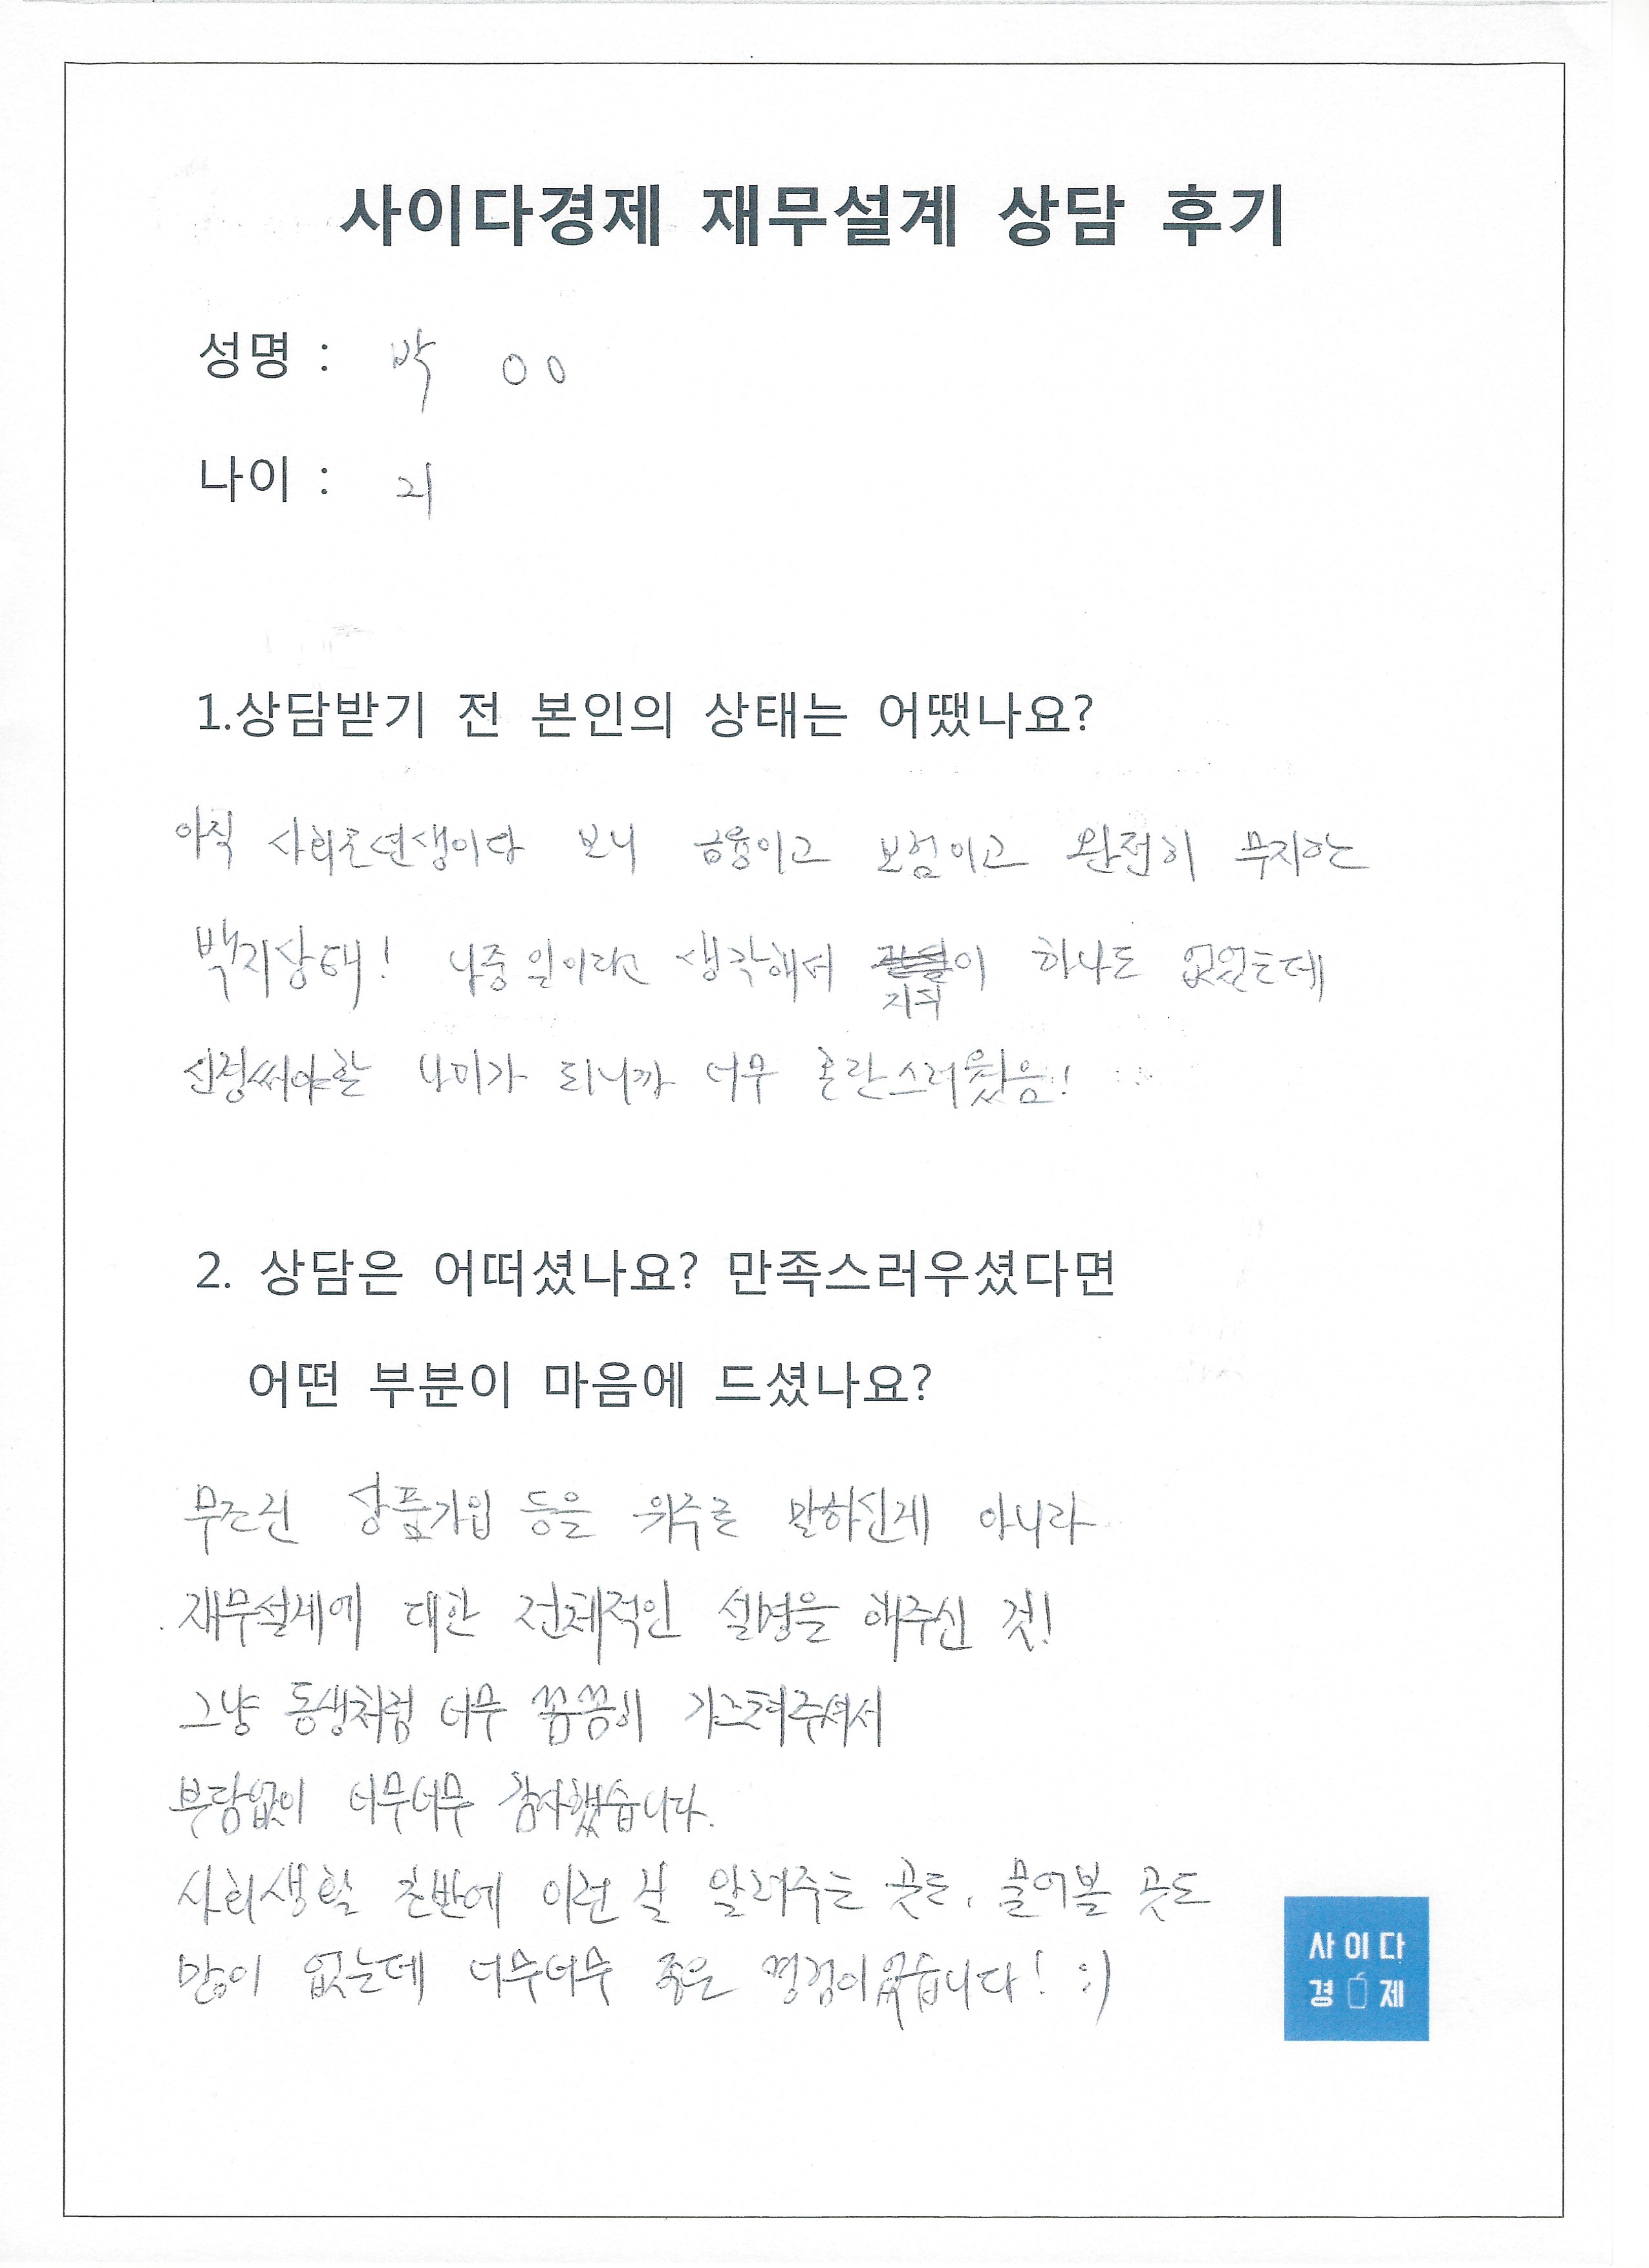 사이다경제 재무설계 상담 후기
성명 : 박 ○○
나이 : 21
1.상담받기 전 본인의 상태는 어땠나요?
아직 사회초년생이다 보니 금융이고 보험이고 완전히 무지한
백지상태! 나중 일이라고 생각해서 지식이 하나도 없었는데
신경써야할 나이가 되니까 너무 혼란스러웠음!
2. 상담은 어떠셨나요? 만족스러우셨다면
어떤 부분이 마음에 드셨나요?
무조건 상품가입 등을 위주로 말하신게 아니라
재무설계에 대한 전체적인 설명을 해주신 것!
그냥 동생처럼 너무 꼼꼼히 가르쳐주셔서
부담없이 너무너무 감사했습니다.
사회생활 초반에 이런 걸 알려주는 곳도, 물어볼 곳도
많이 없는데 너무너무 좋은 경험이었습니다! :)
사이다
경제